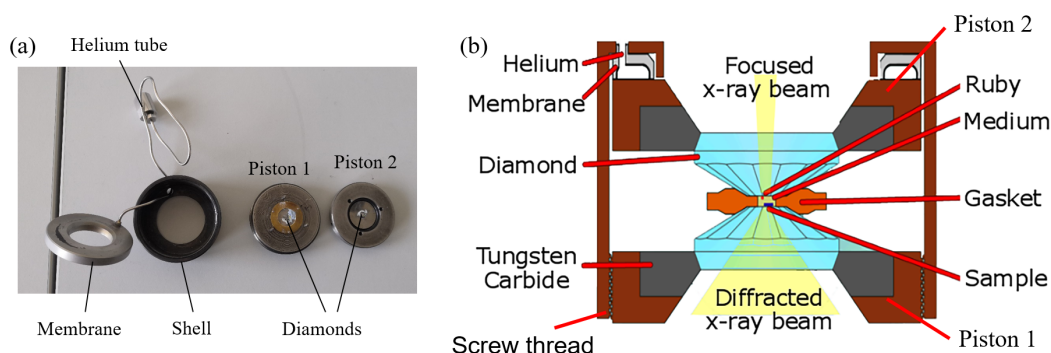 (a)
Helium tube
Piston 1
Piston 2
Membrane
Shell
Diamonds
(b)
Piston 2
Helium
Membrane
Focused
x-ray beam
Ruby
Medium
Diamond
Gasket
Tungsten
Carbide
Sample
Diffracted
x-ray beam
Piston 1
Screw thread